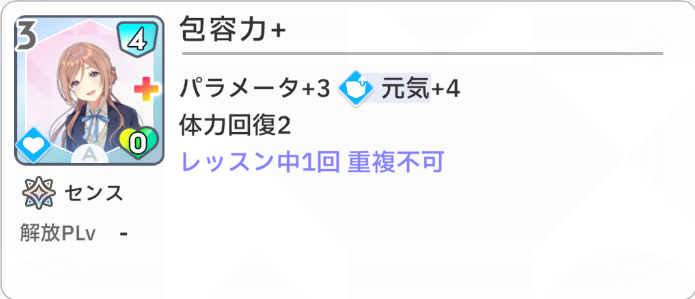 包容力+
3
4
パラメータ+3 元気+4
体力回復2
レッスン中1回 重複不可
0
A
センス
解放PLv -